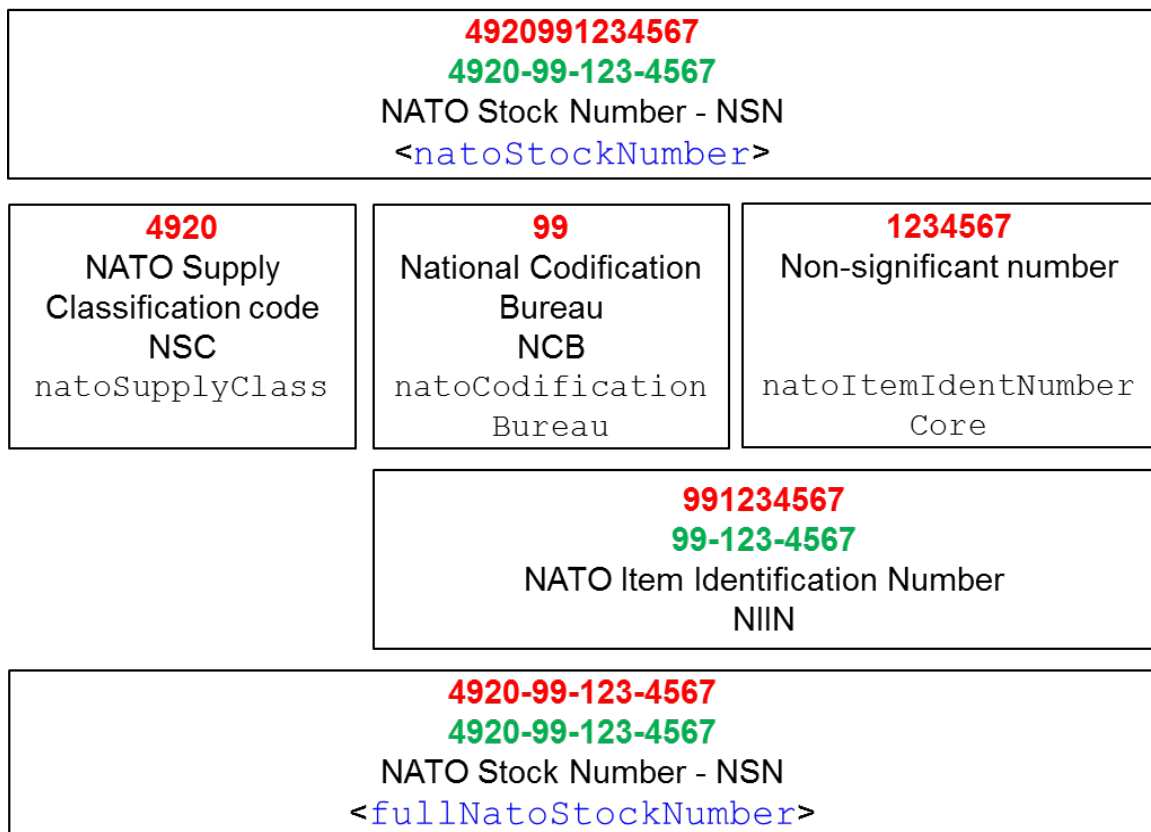 4920991234567
4920-99-123-4567
NATO Stock Number - NSN
<natoStockNumber>
4920
NATO Supply
Classification code
NSC
natoSupplyClass
99
National Codification
Bureau
NCB
natoCodification
Bureau
1234567
Non-significant number
natoItemIdentNumber
Core
991234567
99-123-4567
NATO Item Identification Number
NIIN
4920-99-123-4567
4920-99-123-4567
NATO Stock Number - NSN
<fullNatoStockNumber>